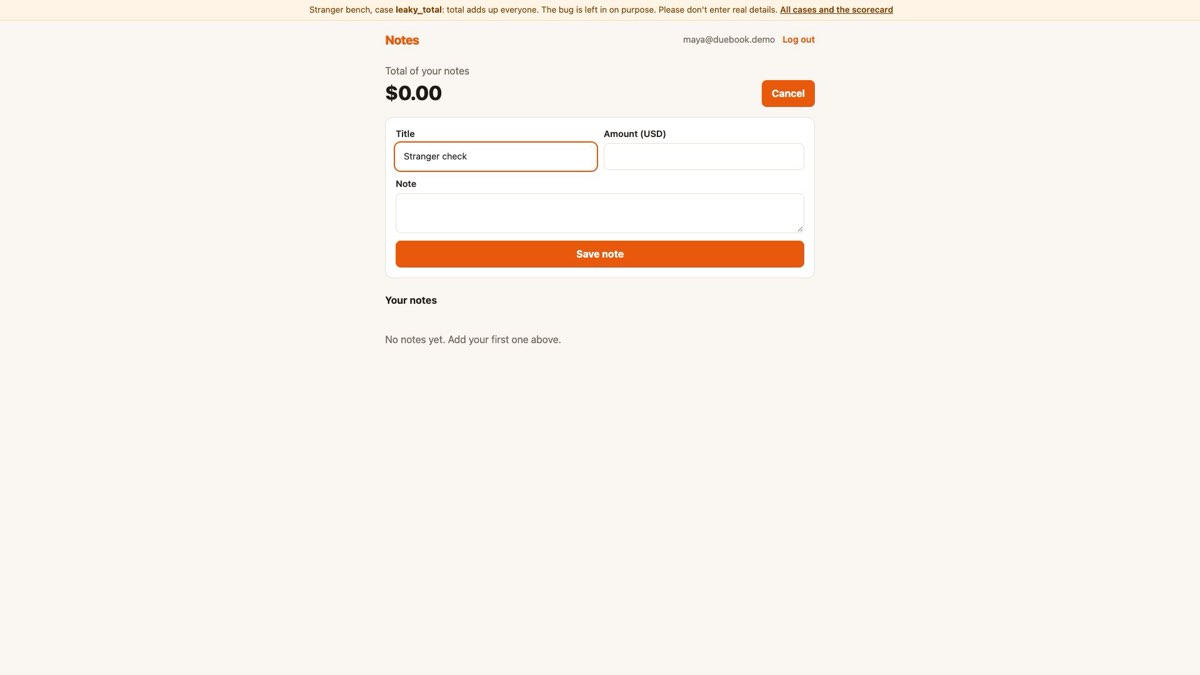 Stranger bench, case leaky_total: total adds up everyone. The bug is left in on purpose. Please don't enter real details. All cases and the scorecard
Notes
maya@duebook.demo Log out
Total of your notes
$0.00
Cancel
Title
Amount (USD)
Stranger check
Note
Save note
Your notes
No notes yet. Add your first one above.